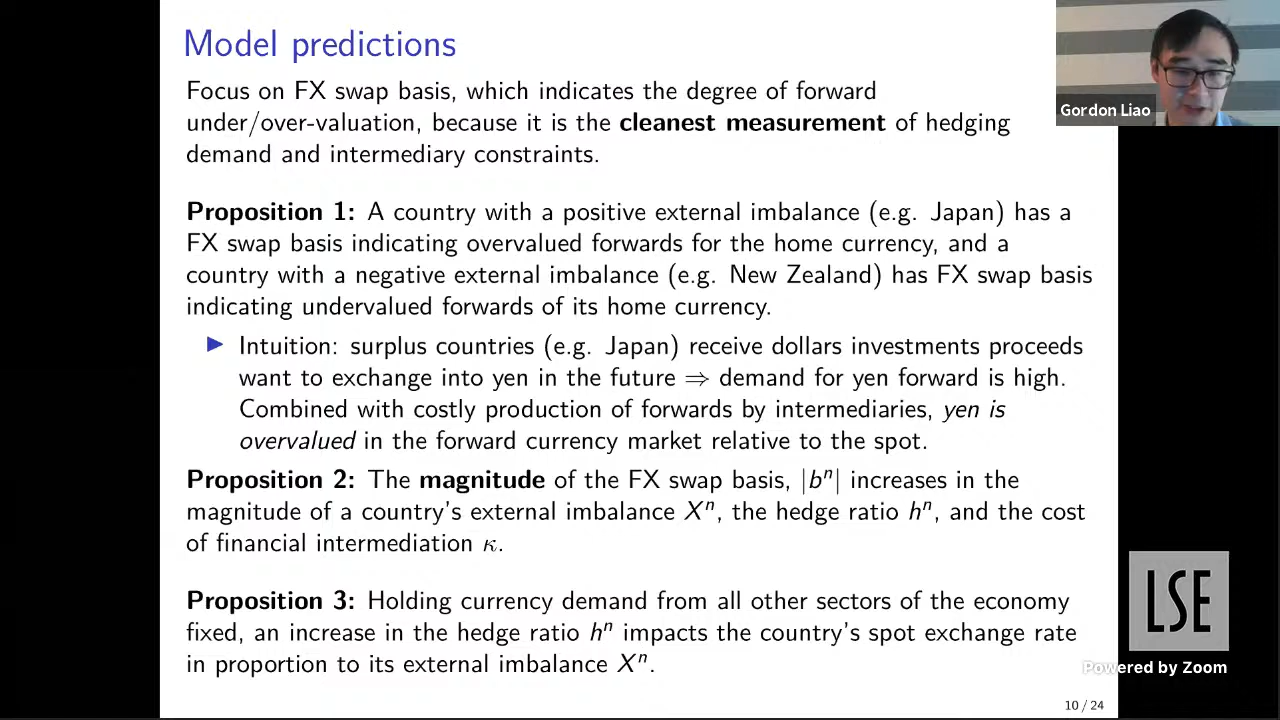 Model predictions
Focus on FX swap basis, which indicates the degree of forward
under/over-valuation, because it is the cleanest measurement of hedging
demand and intermediary constraints.
Proposition 1: A country with a positive external imbalance (e.g. Japan) has a
FX swap basis indicating overvalued forwards for the home currency, and a
country with a negative external imbalance (e.g. New Zealand) has FX swap basis
indicating undervalued forwards of its home currency.
▶ Intuition: surplus countries (e.g. Japan) receive dollars investments proceeds
want to exchange into yen in the future ⇒ demand for yen forward is high.
Combined with costly production of forwards by intermediaries, yen is
overvalued in the forward currency market relative to the spot.
Proposition 2: The magnitude of the FX swap basis, |bⁿ| increases in the
magnitude of a country's external imbalance Xⁿ, the hedge ratio hⁿ, and the cost
of financial intermediation κ.
Proposition 3: Holding currency demand from all other sectors of the economy
fixed, an increase in the hedge ratio hⁿ impacts the country's spot exchange rate
in proportion to its external imbalance Xⁿ.
10 / 24
Gordon Liao
LSE
Powered by Zoom